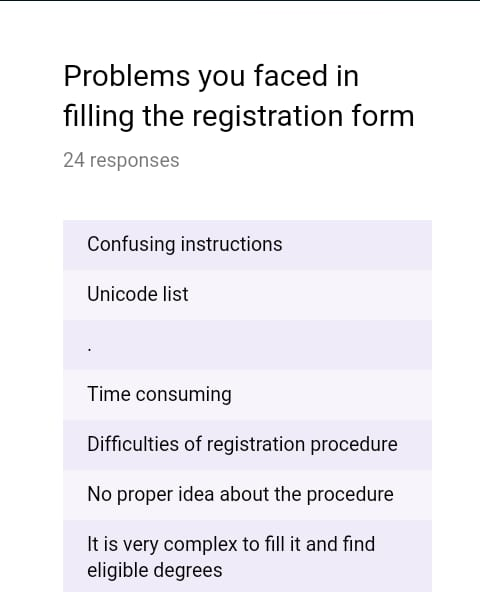 Problems you faced in
filling the registration form
24 responses
Confusing instructions
Unicode list
.
Time consuming
Difficulties of registration procedure
No proper idea about the procedure
It is very complex to fill it and find
eligible degrees